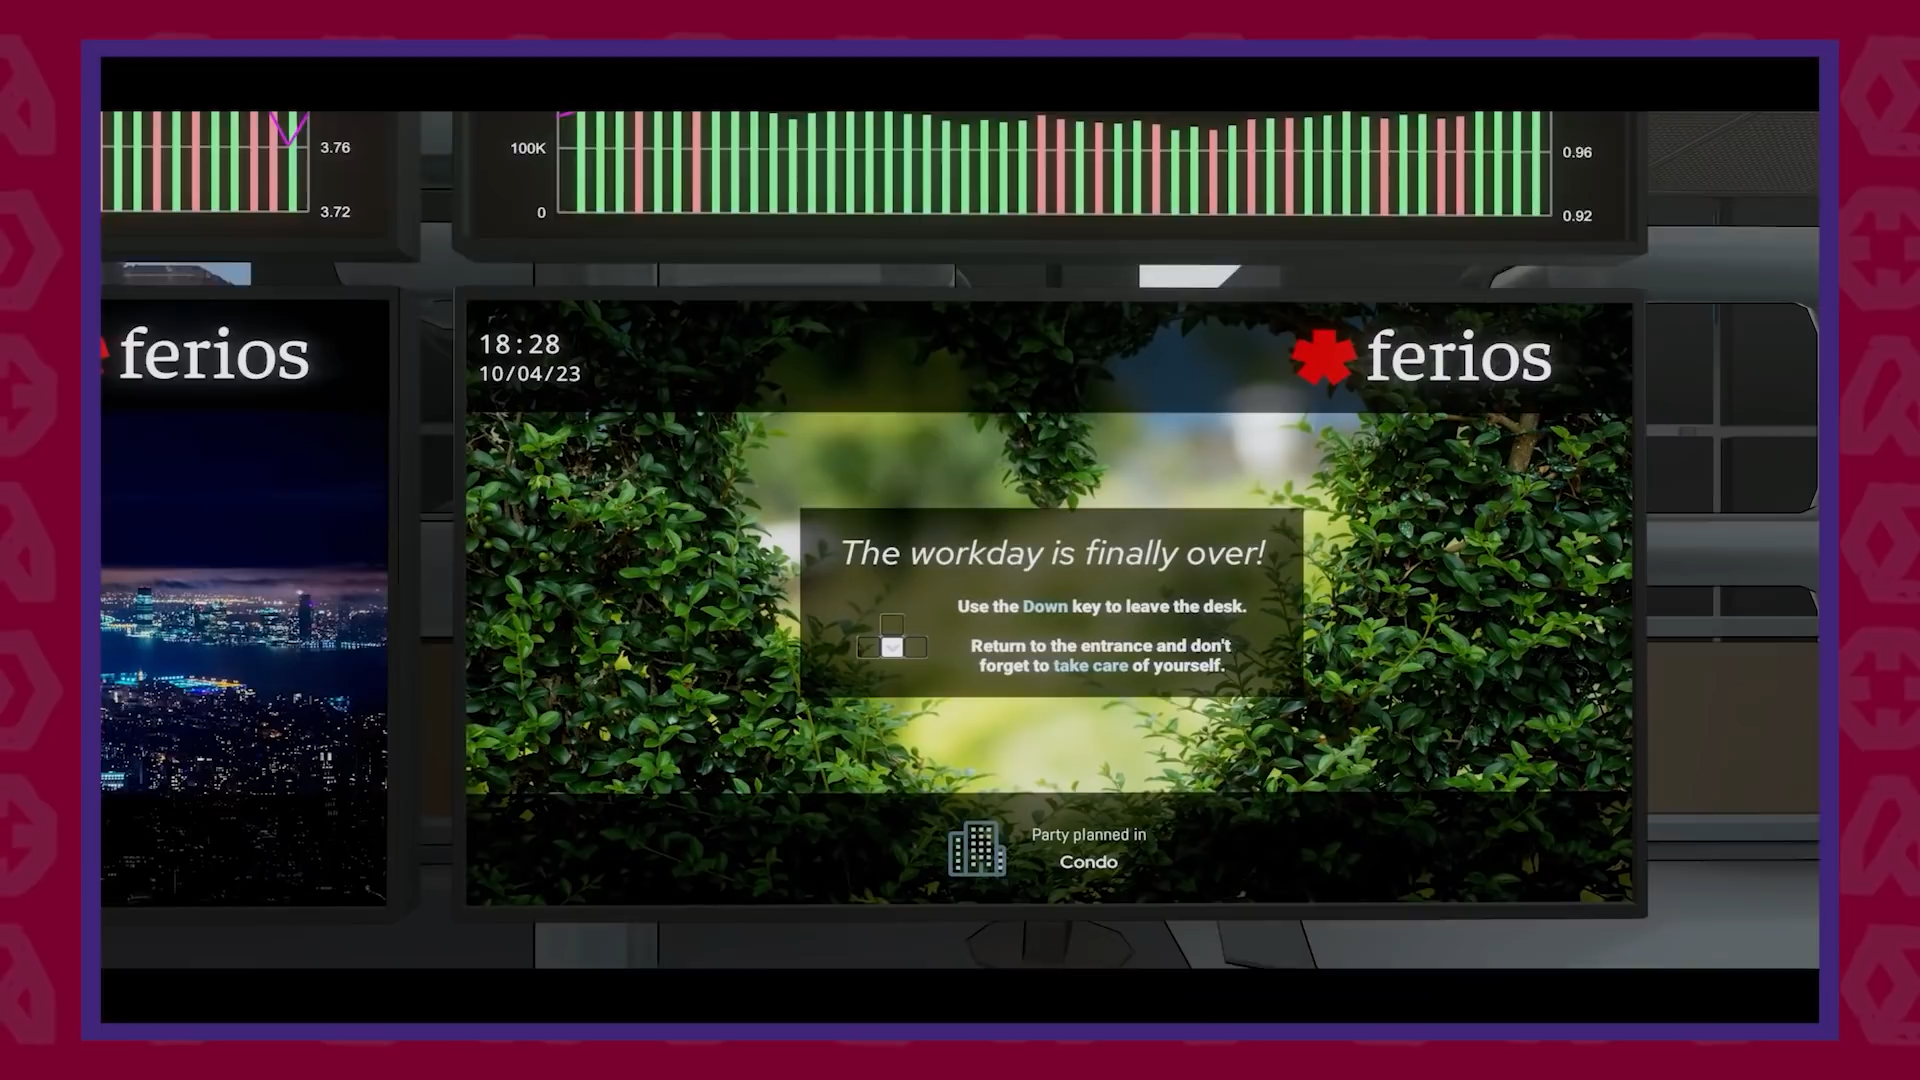 3.76
3.72
100K
0
0.96
0.92
ferios
18:28
10/04/23
ferios
The workday is finally over!
Use the Down key to leave the desk.
Return to the entrance and don't
forget to take care of yourself.
Party planned in
Condo